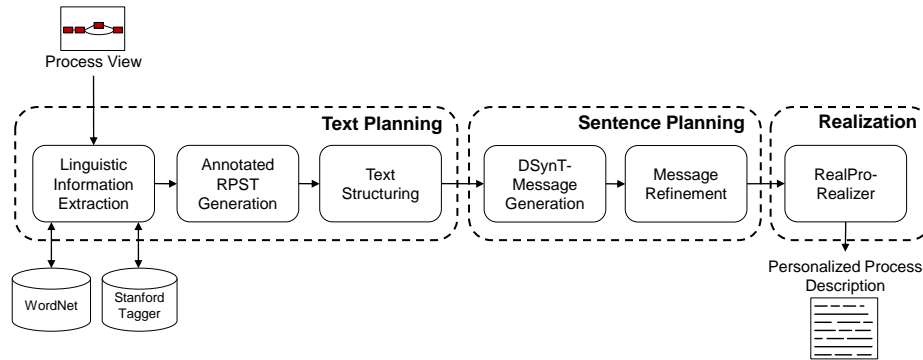 Process View
Text Planning
Sentence Planning
Realization
Linguistic
Information
Extraction
Annotated
RPST
Generation
Text
Structuring
DSynT-
Message
Generation
Message
Refinement
RealPro-
Realizer
WordNet
Stanford
Tagger
Personalized Process
Description